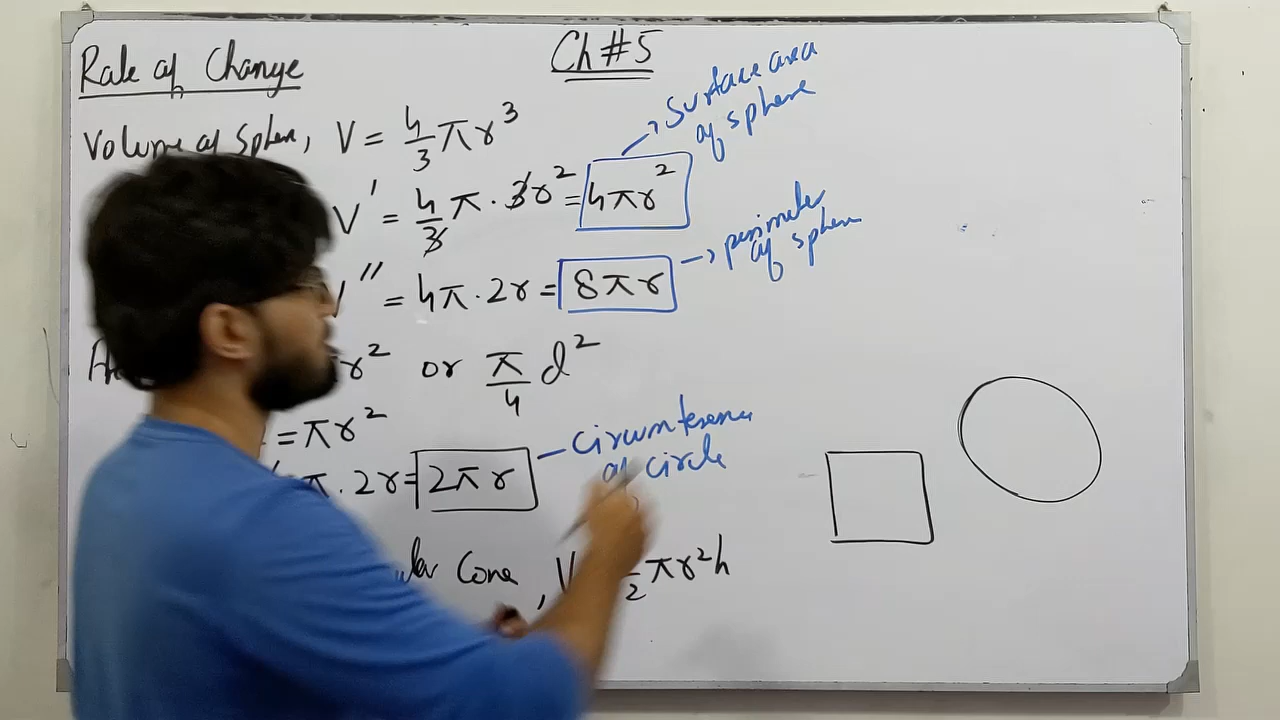 Ch#5
Rate of Change
Volume of Sphere, V = 4/3 πr³
V' = 4/3 π · 3r² = 4πr²
Surface area
of sphere
V'' = 4π · 2r = 8πr
perimeter
of sphere
r² or π/4 d²
= πr²
π · 2r = 2πr
Circumference
of circle
Cone, V 2 πr²h